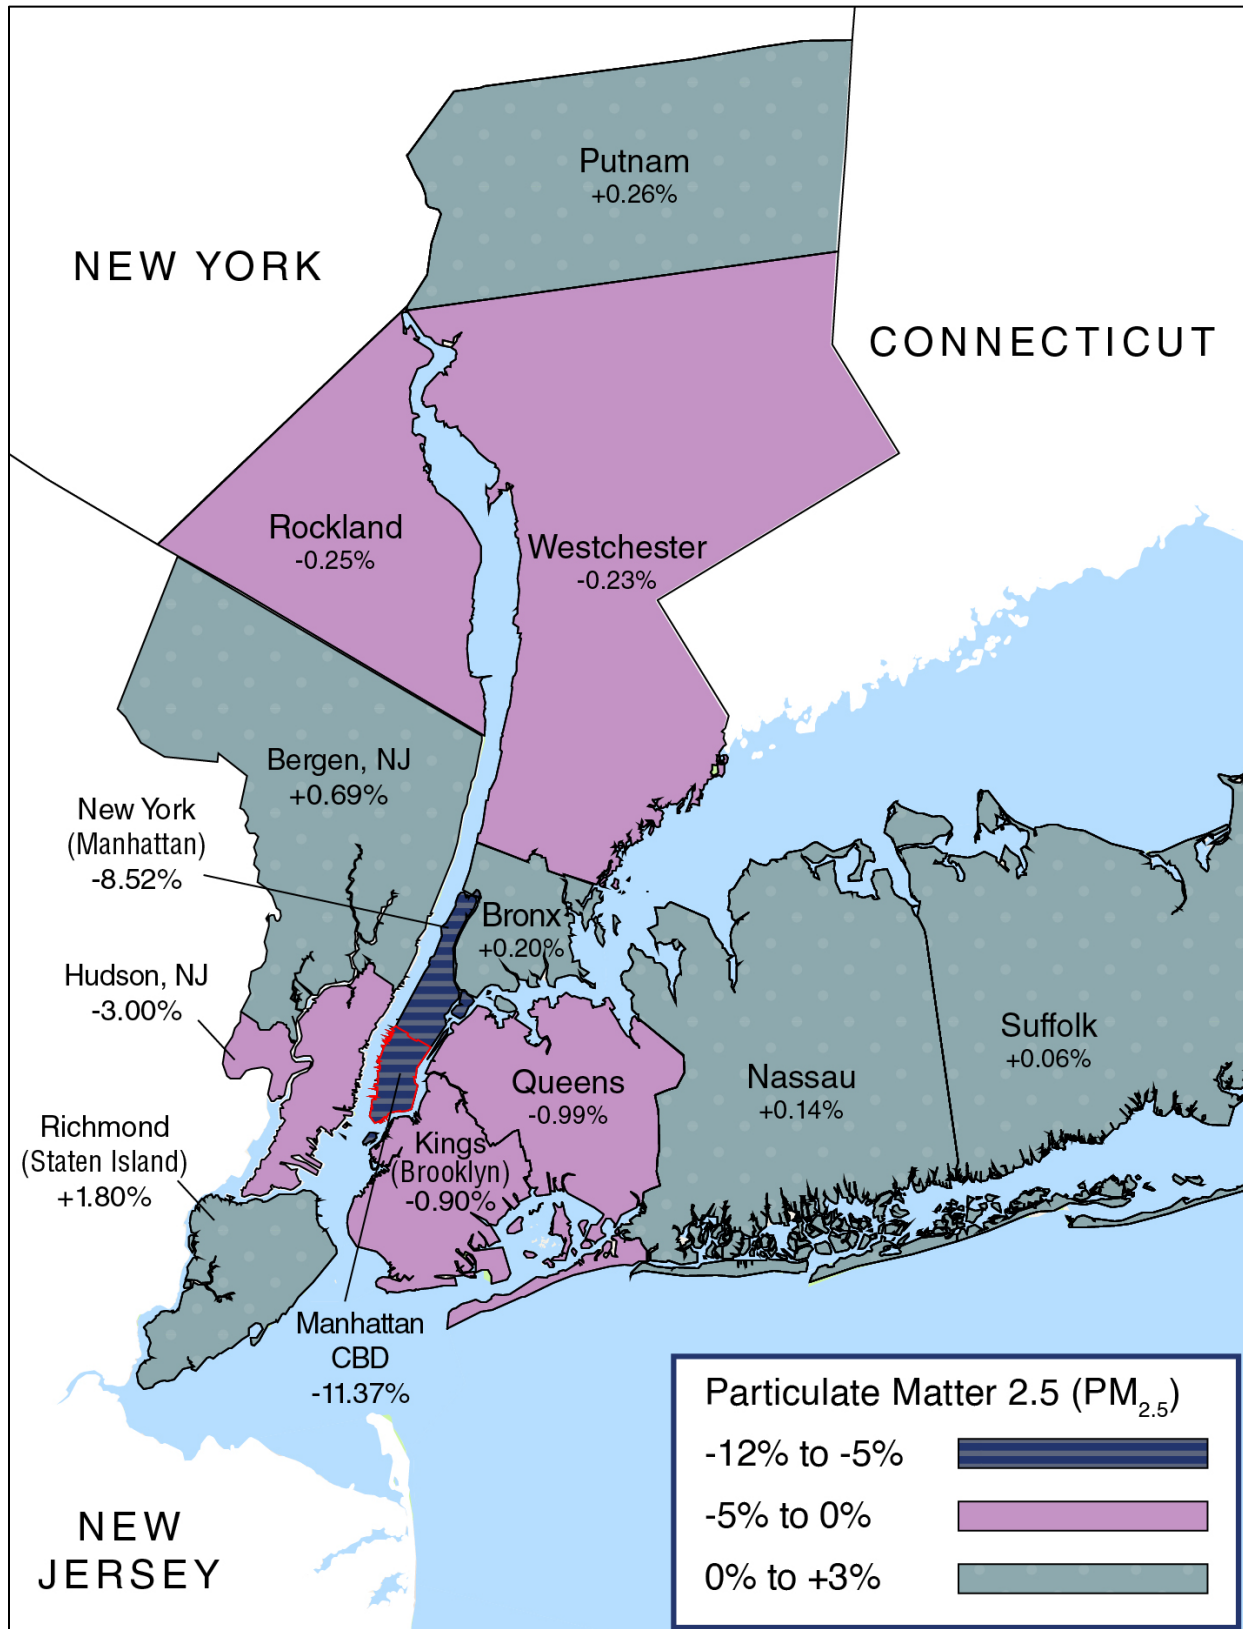 Putnam
+0.26%
NEW YORK
CONNECTICUT
Rockland
-0.25%
Westchester
-0.23%
Bergen, NJ
+0.69%
New York
(Manhattan)
-8.52%
Bronx
+0.20%
Hudson, NJ
-3.00%
Suffolk
+0.06%
Queens
-0.99%
Nassau
+0.14%
Richmond
(Staten Island)
+1.80%
Kings
(Brooklyn)
-0.90%
Manhattan
CBD
-11.37%
NEW
JERSEY
Particulate Matter 2.5 (PM2.5)
-12% to -5%
-5% to 0%
0% to +3%